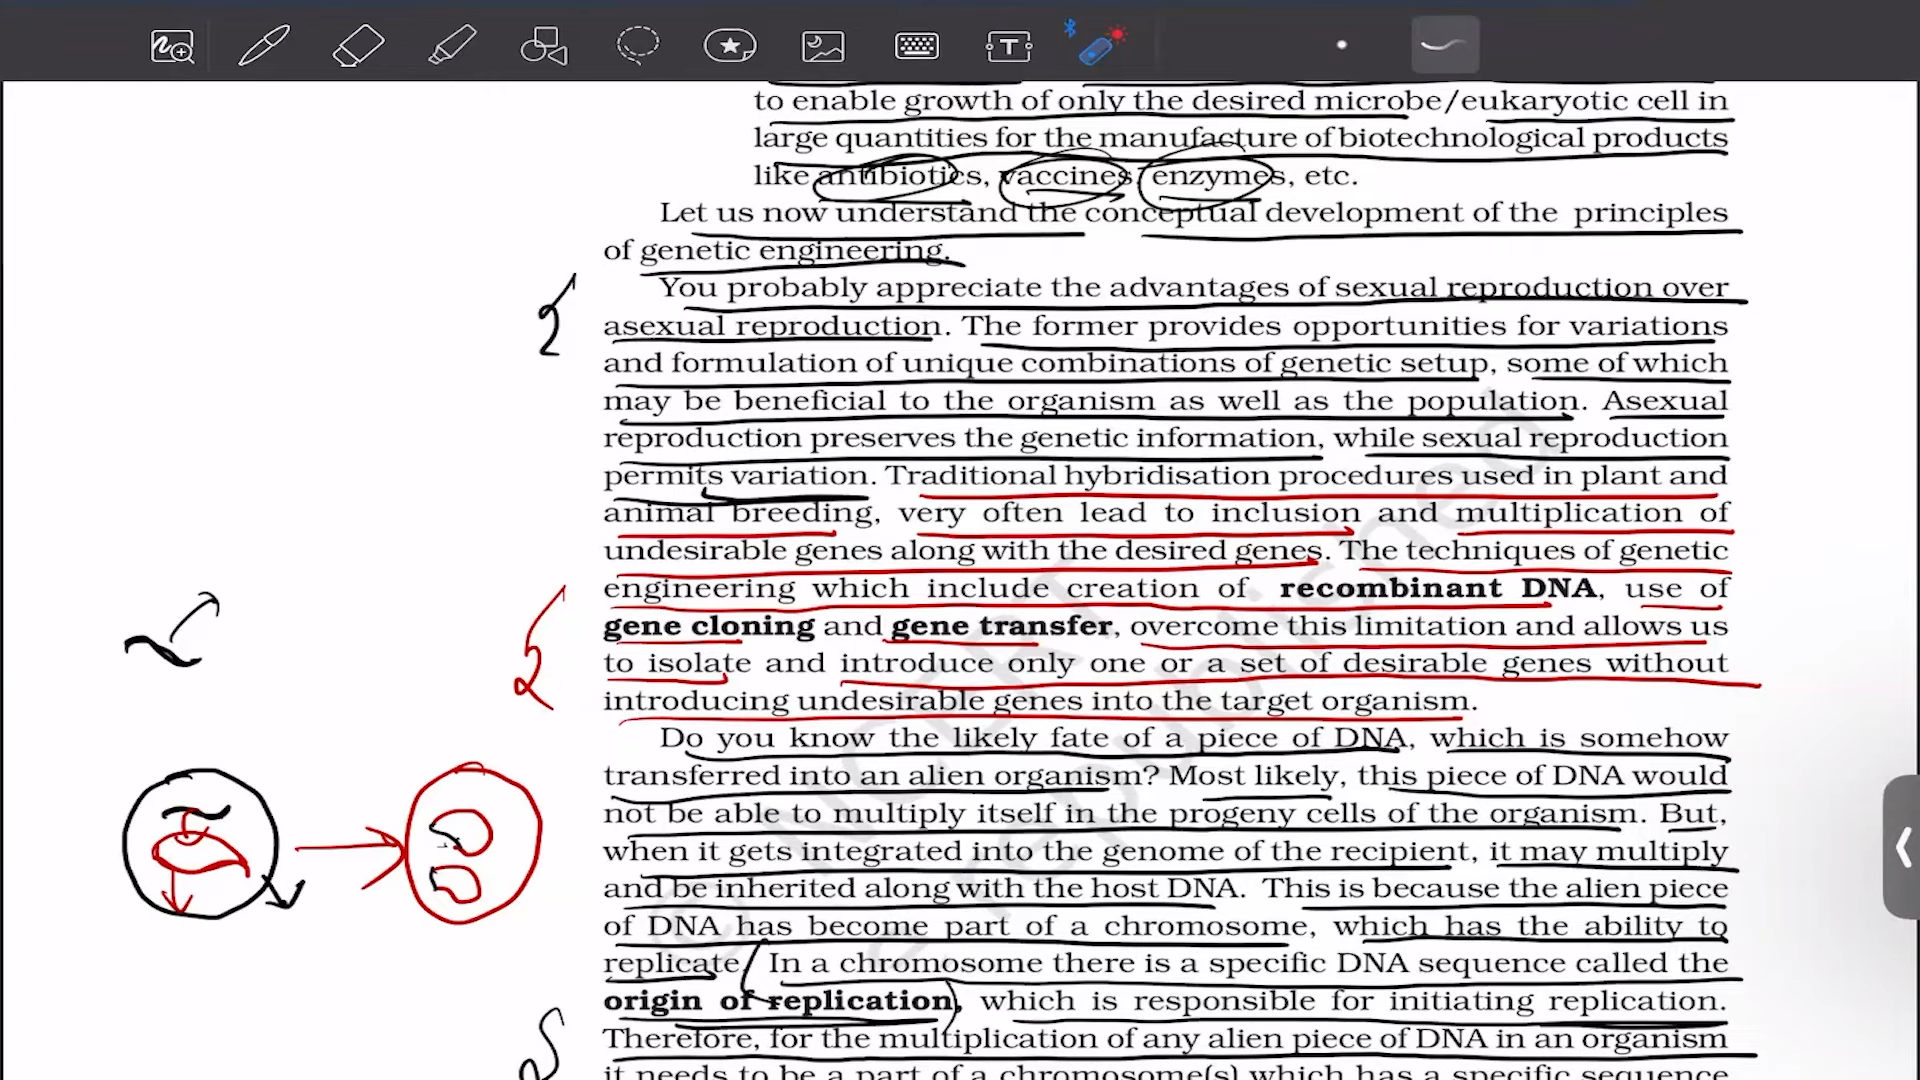 to enable growth of only the desired microbe/eukaryotic cell in
large quantities for the manufacture of biotechnological products
like antibiotics, vaccines, enzymes, etc.
Let us now understand the conceptual development of the principles
of genetic engineering.
You probably appreciate the advantages of sexual reproduction over
asexual reproduction. The former provides opportunities for variations
and formulation of unique combinations of genetic setup, some of which
may be beneficial to the organism as well as the population. Asexual
reproduction preserves the genetic information, while sexual reproduction
permits variation. Traditional hybridisation procedures used in plant and
animal breeding, very often lead to inclusion and multiplication of
undesirable genes along with the desired genes. The techniques of genetic
engineering which include creation of recombinant DNA, use of
gene cloning and gene transfer, overcome this limitation and allows us
to isolate and introduce only one or a set of desirable genes without
introducing undesirable genes into the target organism.
Do you know the likely fate of a piece of DNA, which is somehow
transferred into an alien organism? Most likely, this piece of DNA would
not be able to multiply itself in the progeny cells of the organism. But,
when it gets integrated into the genome of the recipient, it may multiply
and be inherited along with the host DNA. This is because the alien piece
of DNA has become part of a chromosome, which has the ability to
replicate. In a chromosome there is a specific DNA sequence called the
origin of replication, which is responsible for initiating replication.
Therefore, for the multiplication of any alien piece of DNA in an organism
it needs to be a part of a chromosome(s) which has a specific sequence